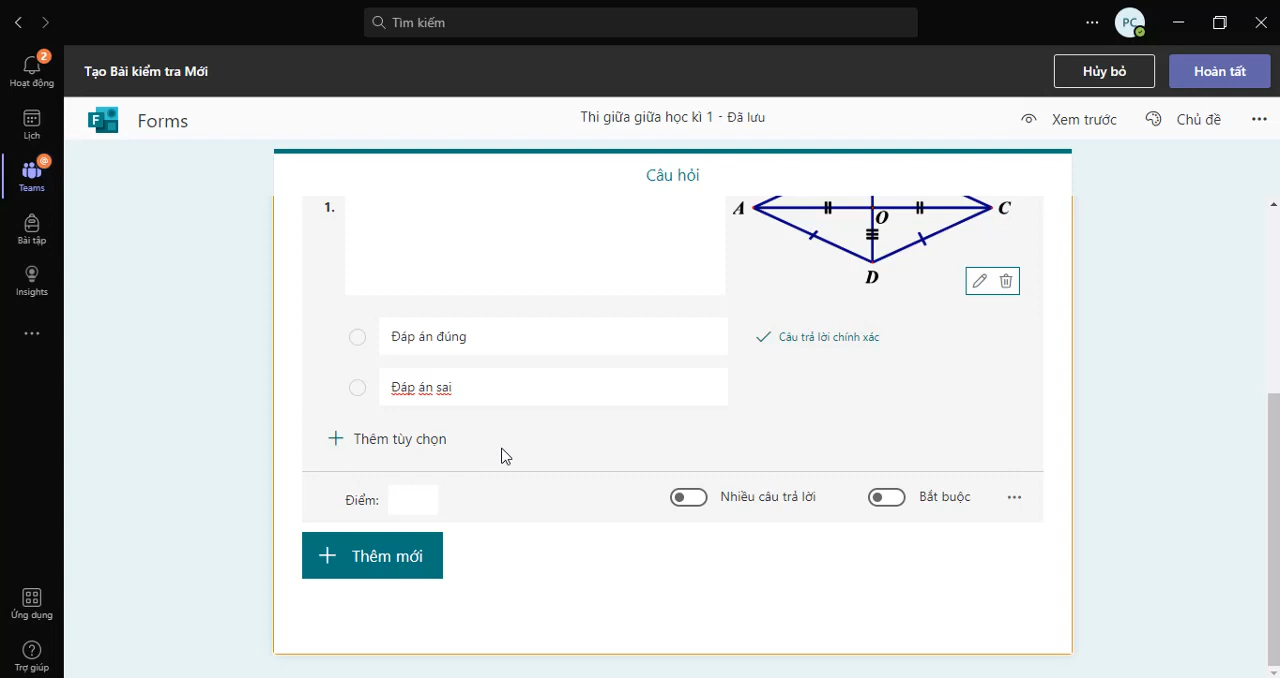 Tìm kiếm
PC
2
Hoạt động
Tạo Bài kiểm tra Mới
Hủy bỏ
Hoàn tất
Lịch
F
Forms
Thi giữa giữa học kì 1 - Đã lưu
Xem trước
Chủ đề
@
Teams
Câu hỏi
1.
A
O
C
D
Bài tập
Insights
Đáp án đúng
Câu trả lời chính xác
Đáp án sai
Thêm tùy chọn
Điểm:
Nhiều câu trả lời
Bắt buộc
Thêm mới
Ứng dụng
Trợ giúp